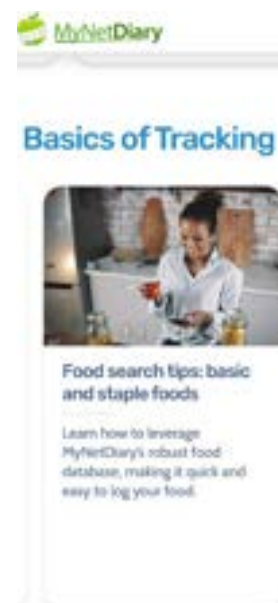 MyNetDiary
Basics of Tracking
Food search tips: basic
and staple foods
Learn how to leverage
MyNetDiary's robust food
database, making it quick and
easy to log your food.